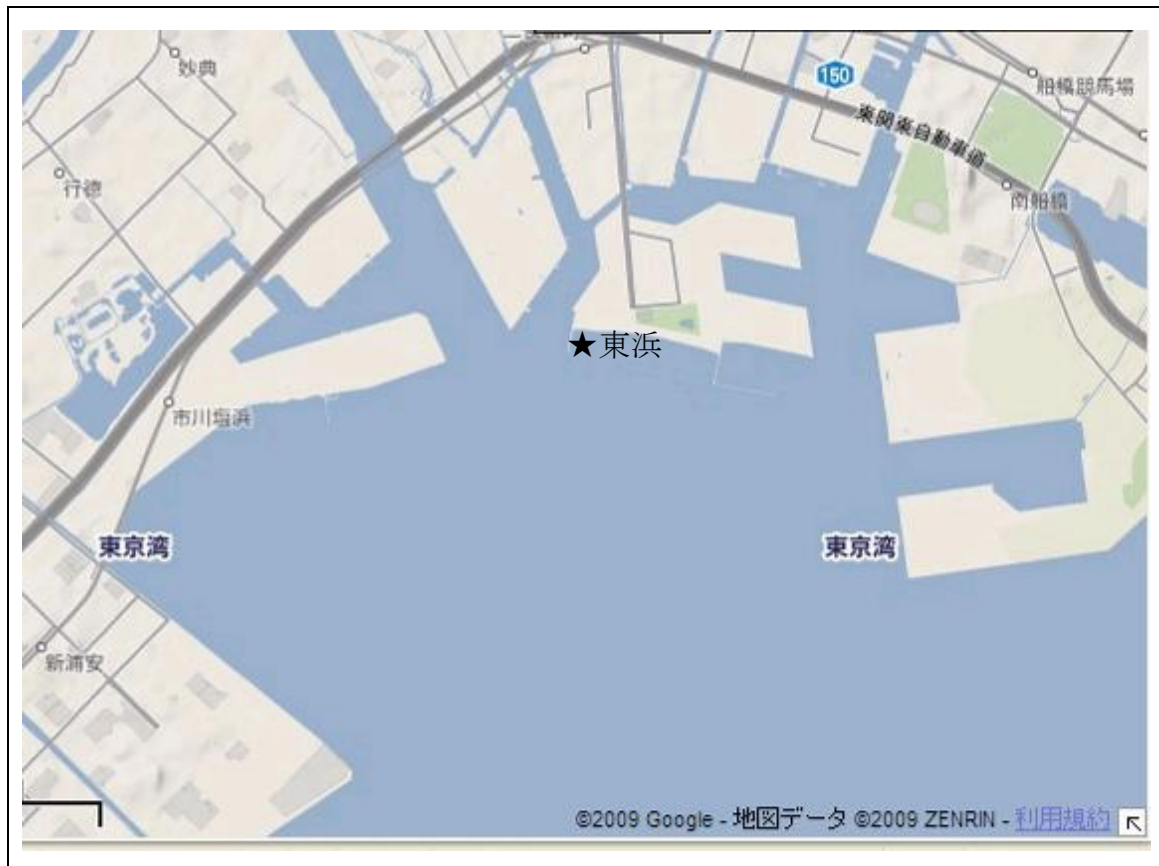 妙典
150
船橋競馬場
東関東自動車道
行徳
南船橋
★東浜
市川塩浜
東京湾
東京湾
新浦安
©2009 Google - 地図データ ©2009 ZENRIN - 利用規約